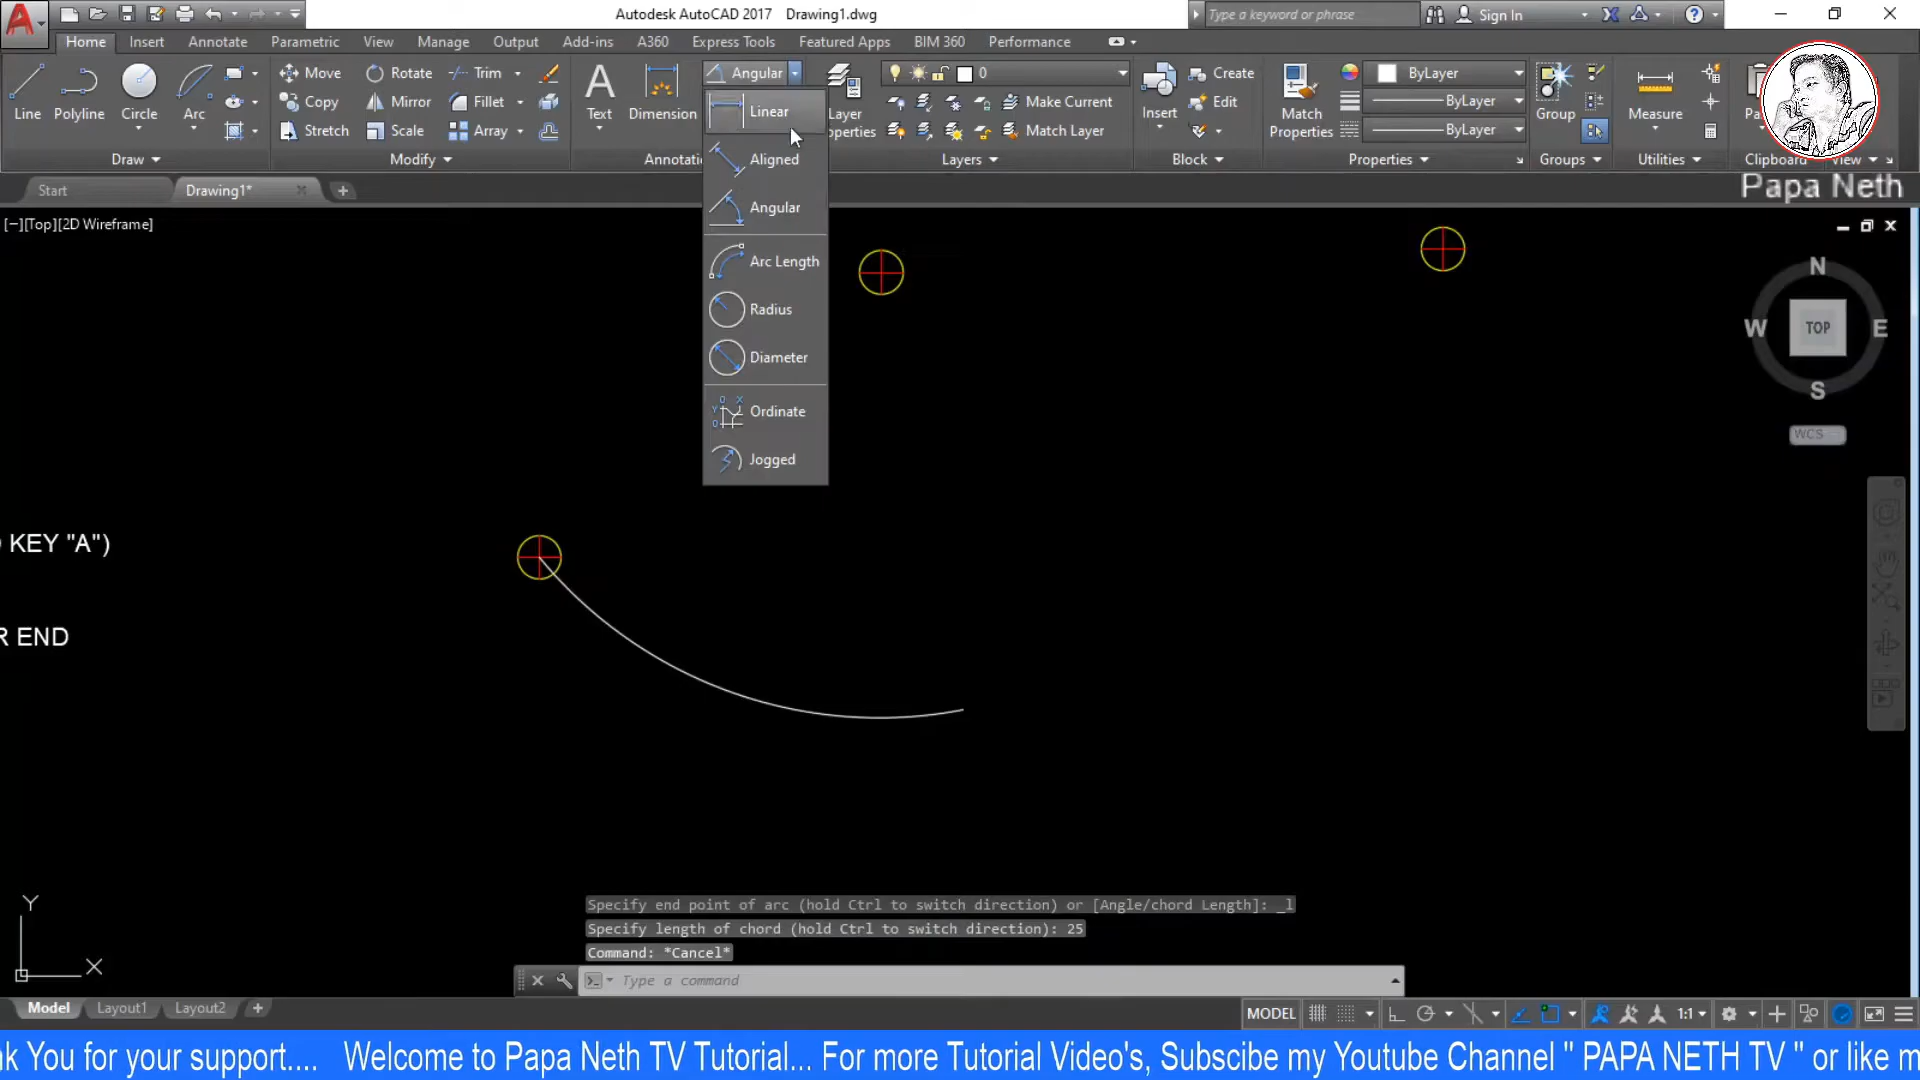 Autodesk AutoCAD 2017 Drawing1.dwg
Type a keyword or phrase
Sign In
Home Insert Annotate Parametric View Manage Output Add-ins A360 Express Tools Featured Apps BIM 360 Performance
Line Polyline Circle Arc
Draw
Move Rotate Trim
Copy Mirror Fillet
Stretch Scale Array
Modify
Text Dimension
Angular
Linear
Aligned
Angular
Arc Length
Radius
Diameter
Ordinate
Jogged
Layer
0
Make Current
Match Layer
Layers
Insert
Create
Edit
Block
Match
Properties
ByLayer
ByLayer
ByLayer
Properties
Group
Groups
Measure
Utilities
Clipboard
View
Papa Neth
Start Drawing1*
[−][Top][2D Wireframe]
N
W TOP E
S
WCS
KEY "A")
R END
Y
X
Specify end point of arc (hold Ctrl to switch direction) or [Angle/chord Length]: _l
Specify length of chord (hold Ctrl to switch direction): 25
Command: *Cancel*
Type a command
Model Layout1 Layout2
MODEL 1:1
k You for your support.... Welcome to Papa Neth TV Tutorial... For more Tutorial Video's, Subscibe my Youtube Channel " PAPA NETH TV " or like m